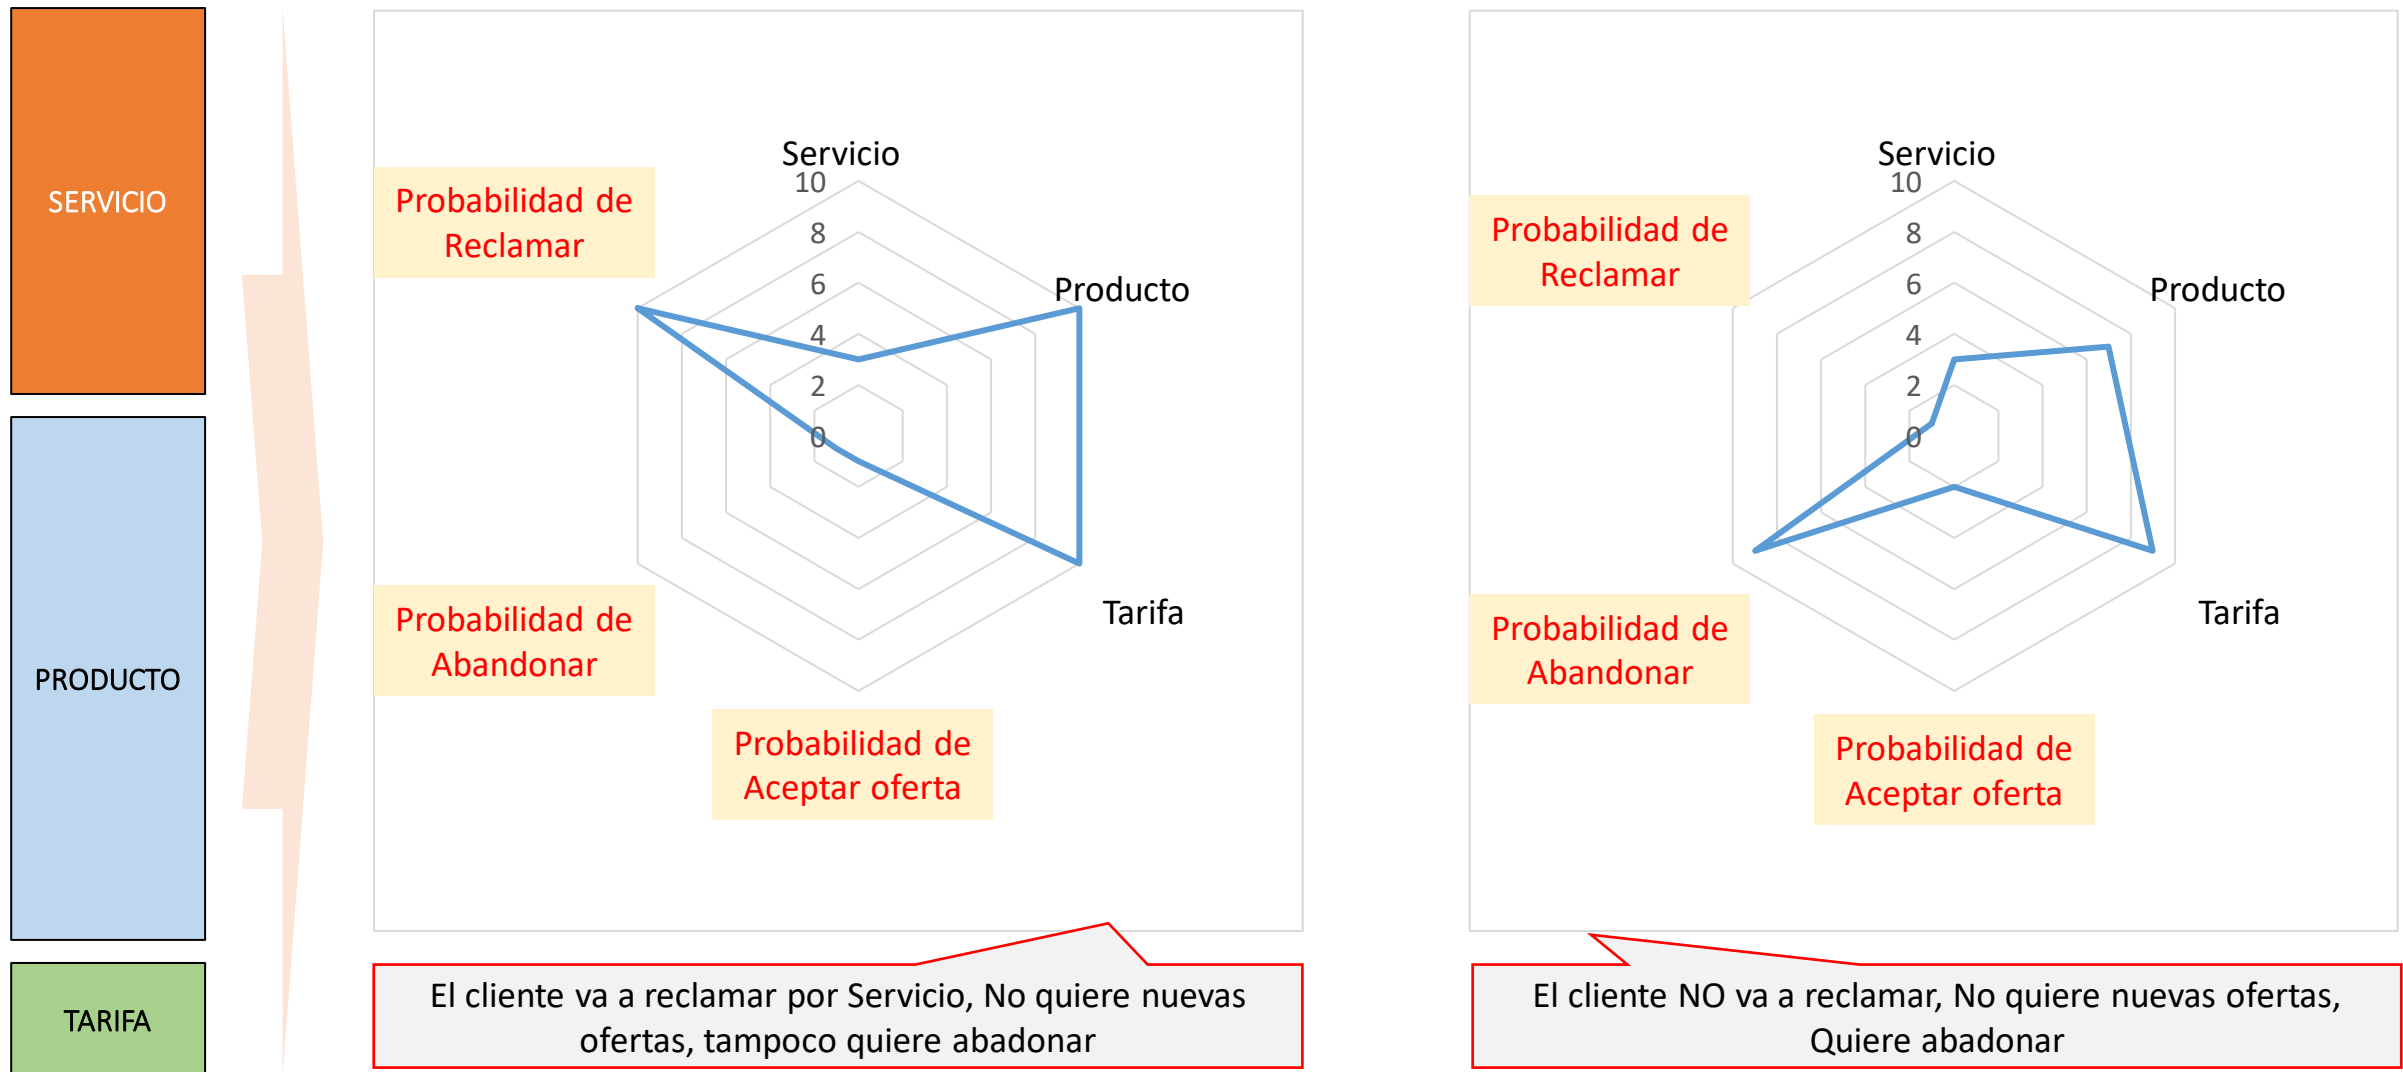 SERVICIO
PRODUCTO
TARIFA
Servicio
10
8
6
4
2
0
Producto
Tarifa
Probabilidad de
Reclamar
Probabilidad de
Abandonar
Probabilidad de
Aceptar oferta
El cliente va a reclamar por Servicio, No quiere nuevas
ofertas, tampoco quiere abadonar
Servicio
10
8
6
4
2
0
Producto
Tarifa
Probabilidad de
Reclamar
Probabilidad de
Abandonar
Probabilidad de
Aceptar oferta
El cliente NO va a reclamar, No quiere nuevas ofertas,
Quiere abadonar